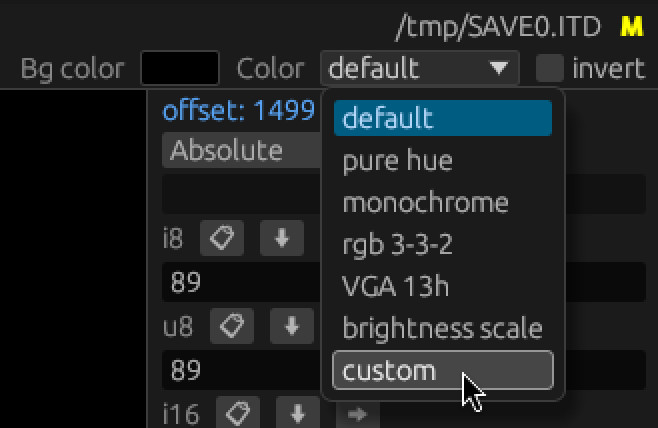 /tmp/SAVE0.ITD M
Bg color Color default invert
offset: 1499
default
Absolute
pure hue
monochrome
i8
rgb 3-3-2
89
VGA 13h
u8
brightness scale
89
custom
i16